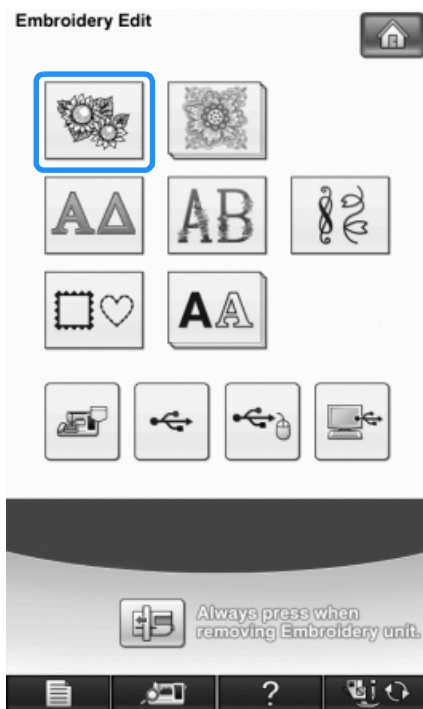 Embroidery Edit
AΔ
AB
AA
Always press when
removing Embroidery unit.
?